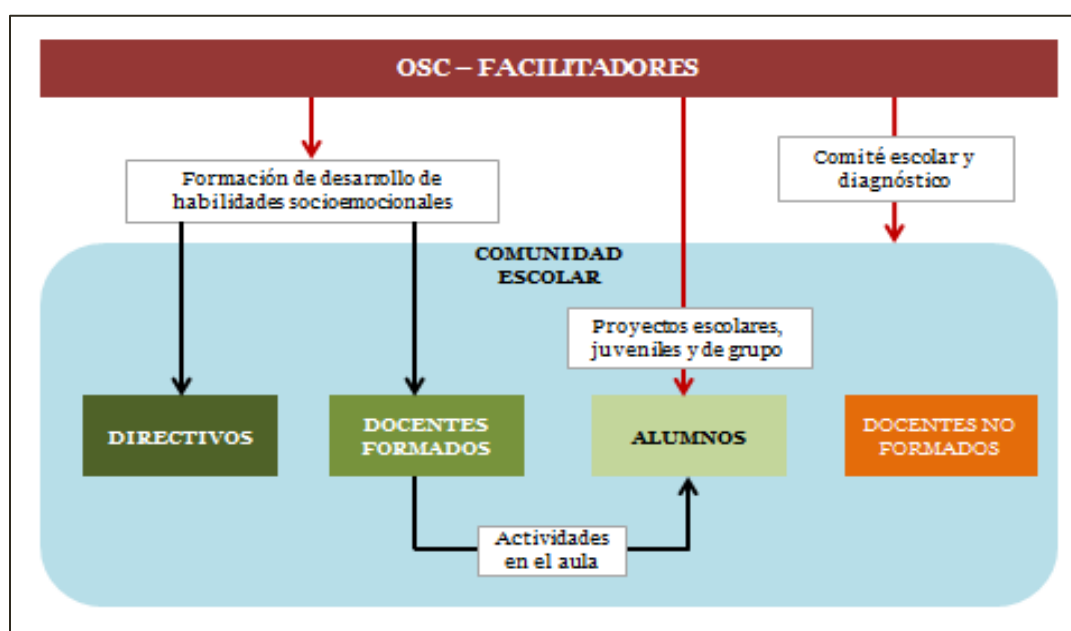 OSC – FACILITADORES
Formación de desarrollo de
habilidades socioemocionales
Comité escolar y
diagnóstico
COMUNIDAD
ESCOLAR
Proyectos escolares,
juveniles y de grupo
DIRECTIVOS
DOCENTES
FORMADOS
ALUMNOS
DOCENTES NO
FORMADOS
Actividades
en el aula